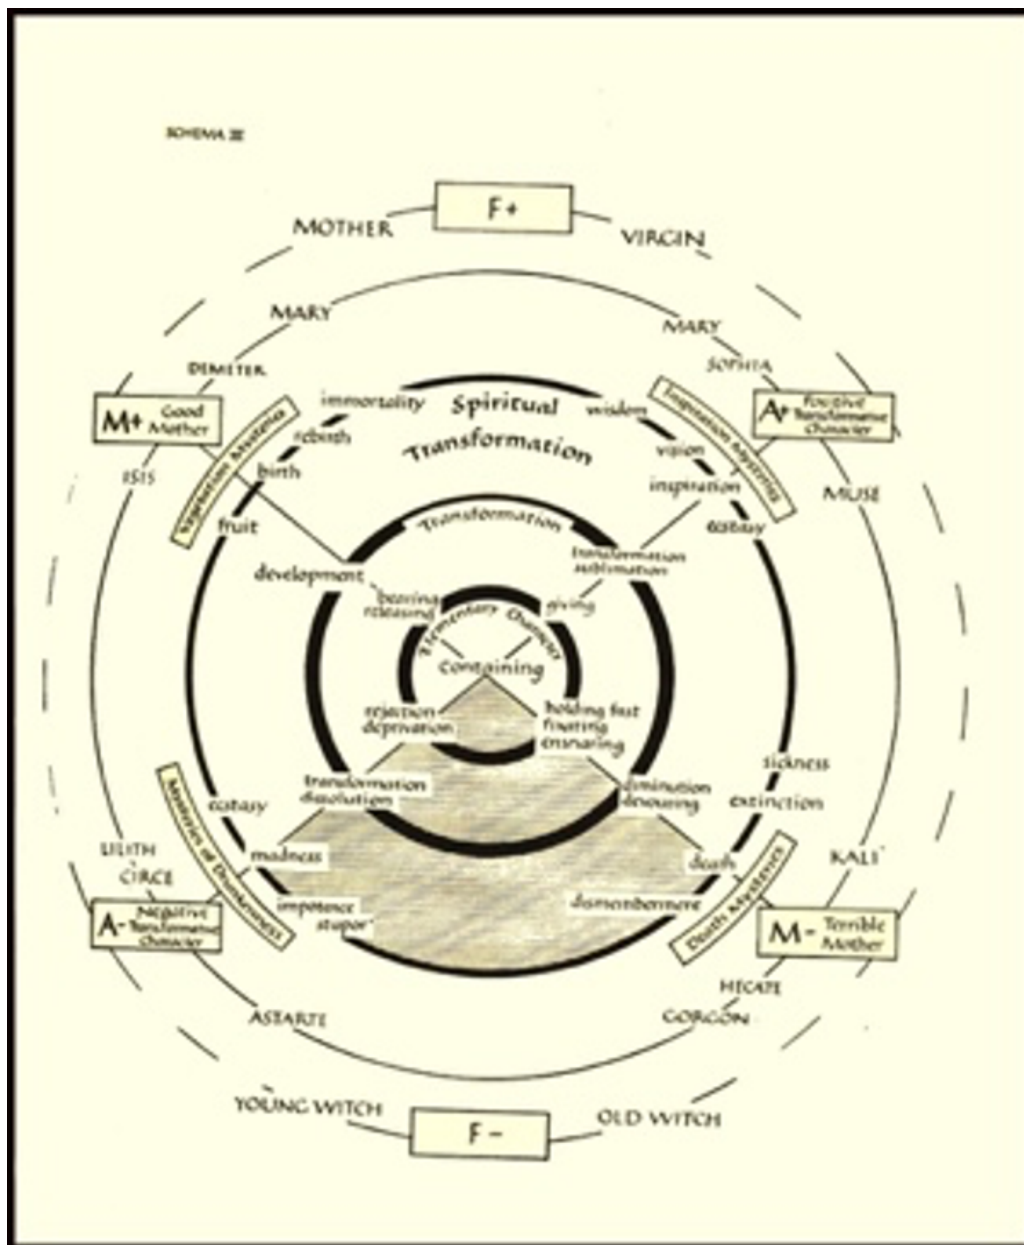 SCHEMA III
F+
MOTHER
VIRGIN
MARY
MARY
DEMETER
SOPHIA
M+ Good
Mother
A+ Positive
Transformative
Character
immortality
Spiritual
wisdom
Transformation
rebirth
vision
birth
inspiration
Vegetation Mysteries
Inspiration Mysteries
ISIS
MUSE
fruit
ecstasy
Transformation
development
transformation
sublimation
bearing
releasing
giving
Elementary Character
Containing
rejection
deprivation
holding fast
fixating
ensnaring
transformation
dissolution
diminution
devouring
sickness
ecstasy
extinction
Mysteries of Drunkenness
Death Mysteries
LILITH
CIRCE
KALI
madness
death
impotence
stupor
A- Negative
Transformative
Character
M- Terrible
Mother
HECATE
ASTARTE
GORGON
YOUNG WITCH
OLD WITCH
F-